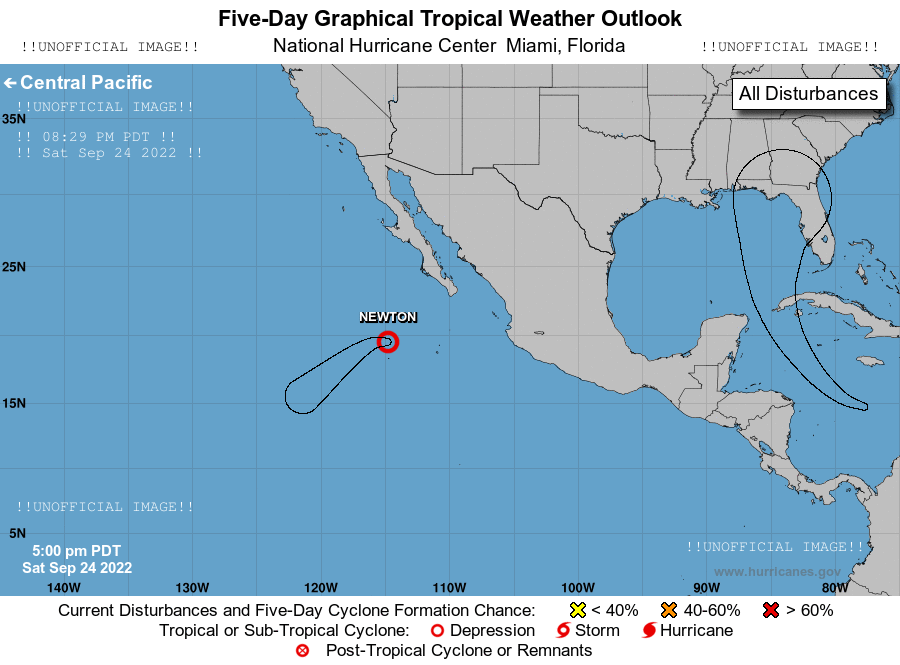 Five-Day Graphical Tropical Weather Outlook
!!UNOFFICIAL IMAGE!! National Hurricane Center Miami, Florida !!UNOFFICIAL IMAGE!!
Central Pacific
All Disturbances
!!UNOFFICIAL IMAGE!!
35N
!! 08:29 PM PDT !!
!! Sat Sep 24 2022 !!
25N
NEWTON
15N
!!UNOFFICIAL IMAGE!!
5N
5:00 pm PDT
!!UNOFFICIAL IMAGE!!
Sat Sep 24 2022
www.hurricanes.gov
140W 130W 120W 110W 100W 90W 80W
Current Disturbances and Five-Day Cyclone Formation Chance: < 40% 40-60% > 60%
Tropical or Sub-Tropical Cyclone: Depression Storm Hurricane
Post-Tropical Cyclone or Remnants